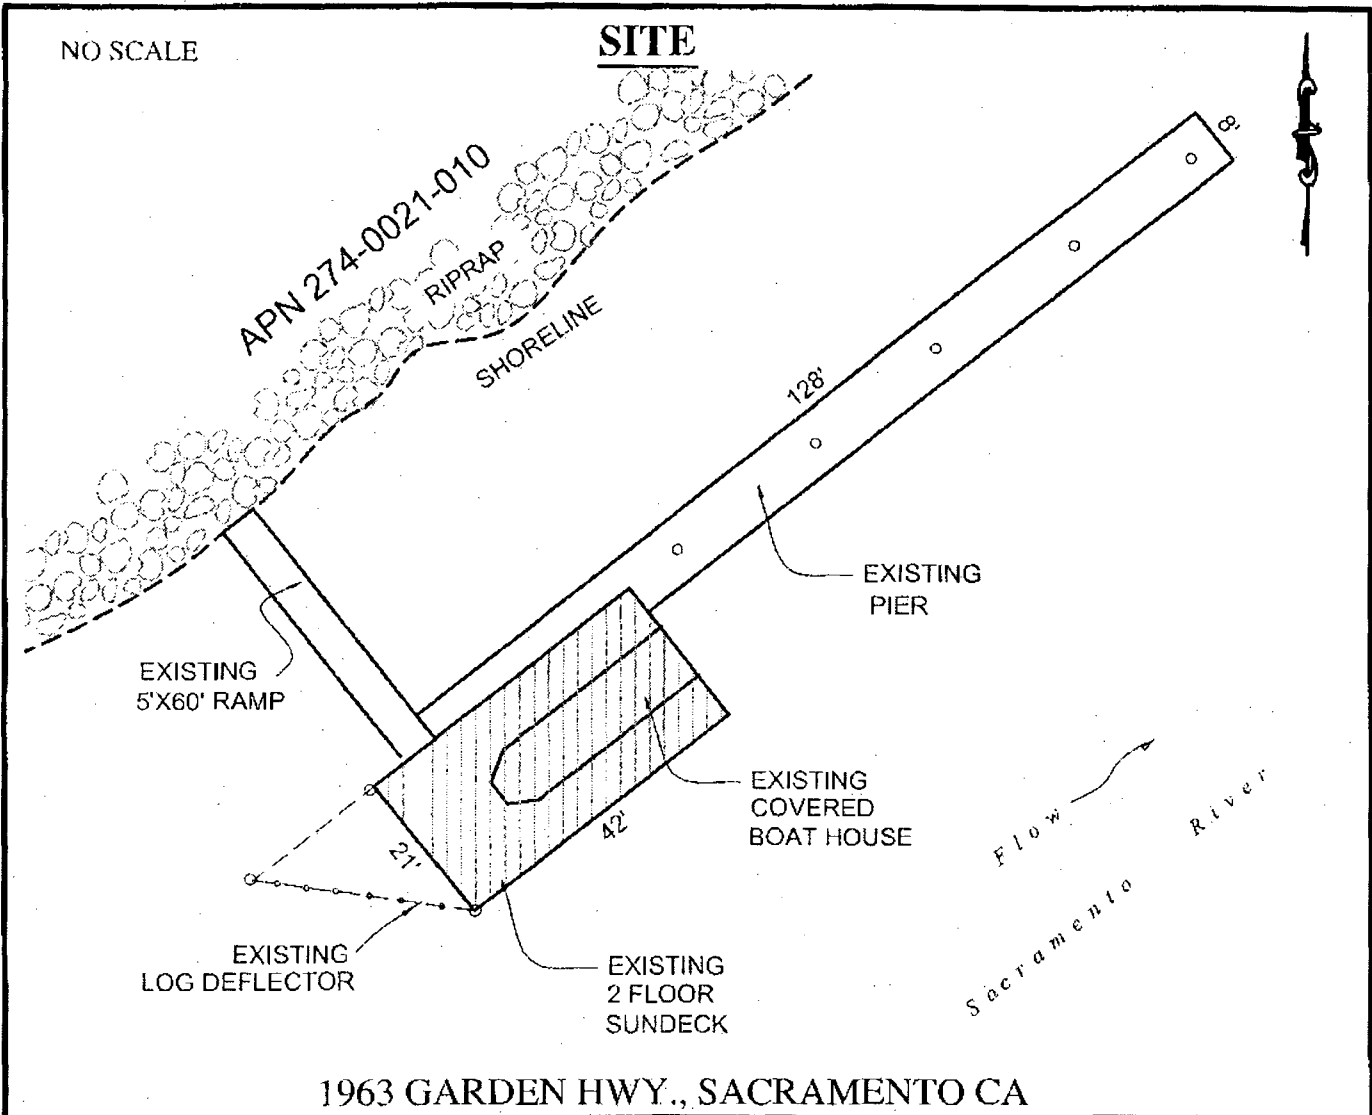 NO SCALE
SITE
8'
APN 274-0021-010
RIPRAP
SHORELINE
128'
EXISTING
PIER
EXISTING
5'X60' RAMP
EXISTING
COVERED
BOAT HOUSE
42'
21'
Flow
Sacramento River
EXISTING
LOG DEFLECTOR
EXISTING
2 FLOOR
SUNDECK
1963 GARDEN HWY., SACRAMENTO CA